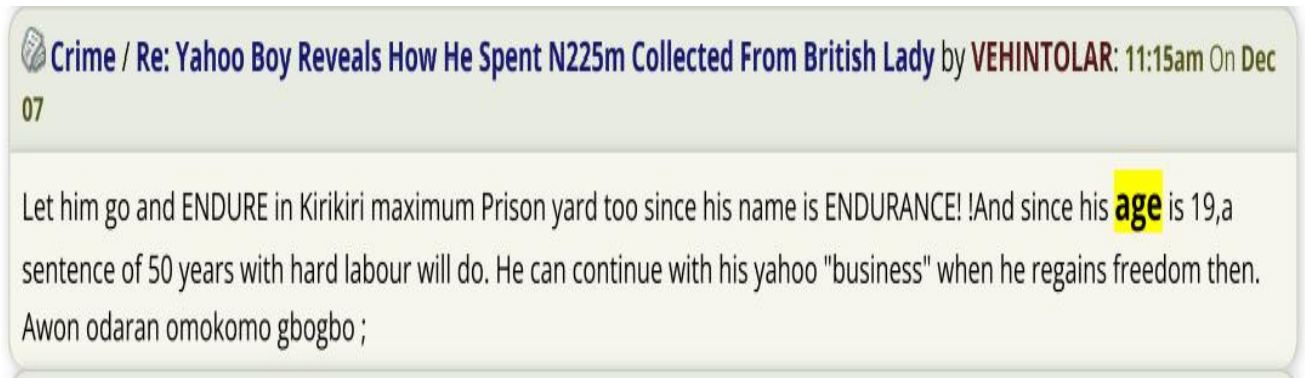 Crime / Re: Yahoo Boy Reveals How He Spent N225m Collected From British Lady by VEHINTOLAR: 11:15am On Dec
07
Let him go and ENDURE in Kirikiri maximum Prison yard too since his name is ENDURANCE! !And since his age is 19,a
sentence of 50 years with hard labour will do. He can continue with his yahoo "business" when he regains freedom then.
Awon odaran omokomo gbogbo ;